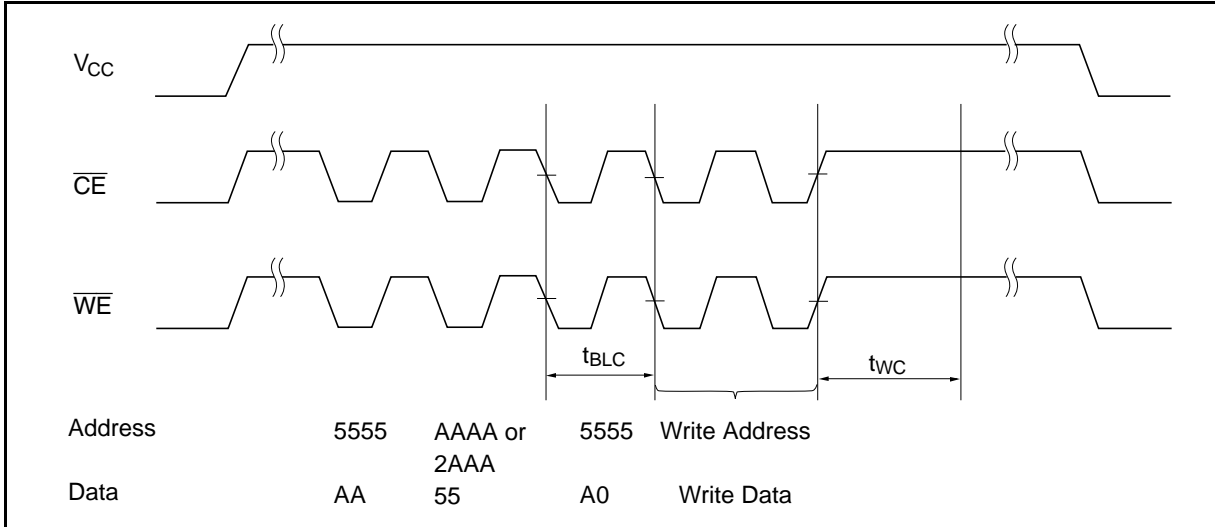 VCC
CE
WE
tBLC
tWC
Address 5555 AAAA or 5555 Write Address
2AAA
Data AA 55 A0 Write Data